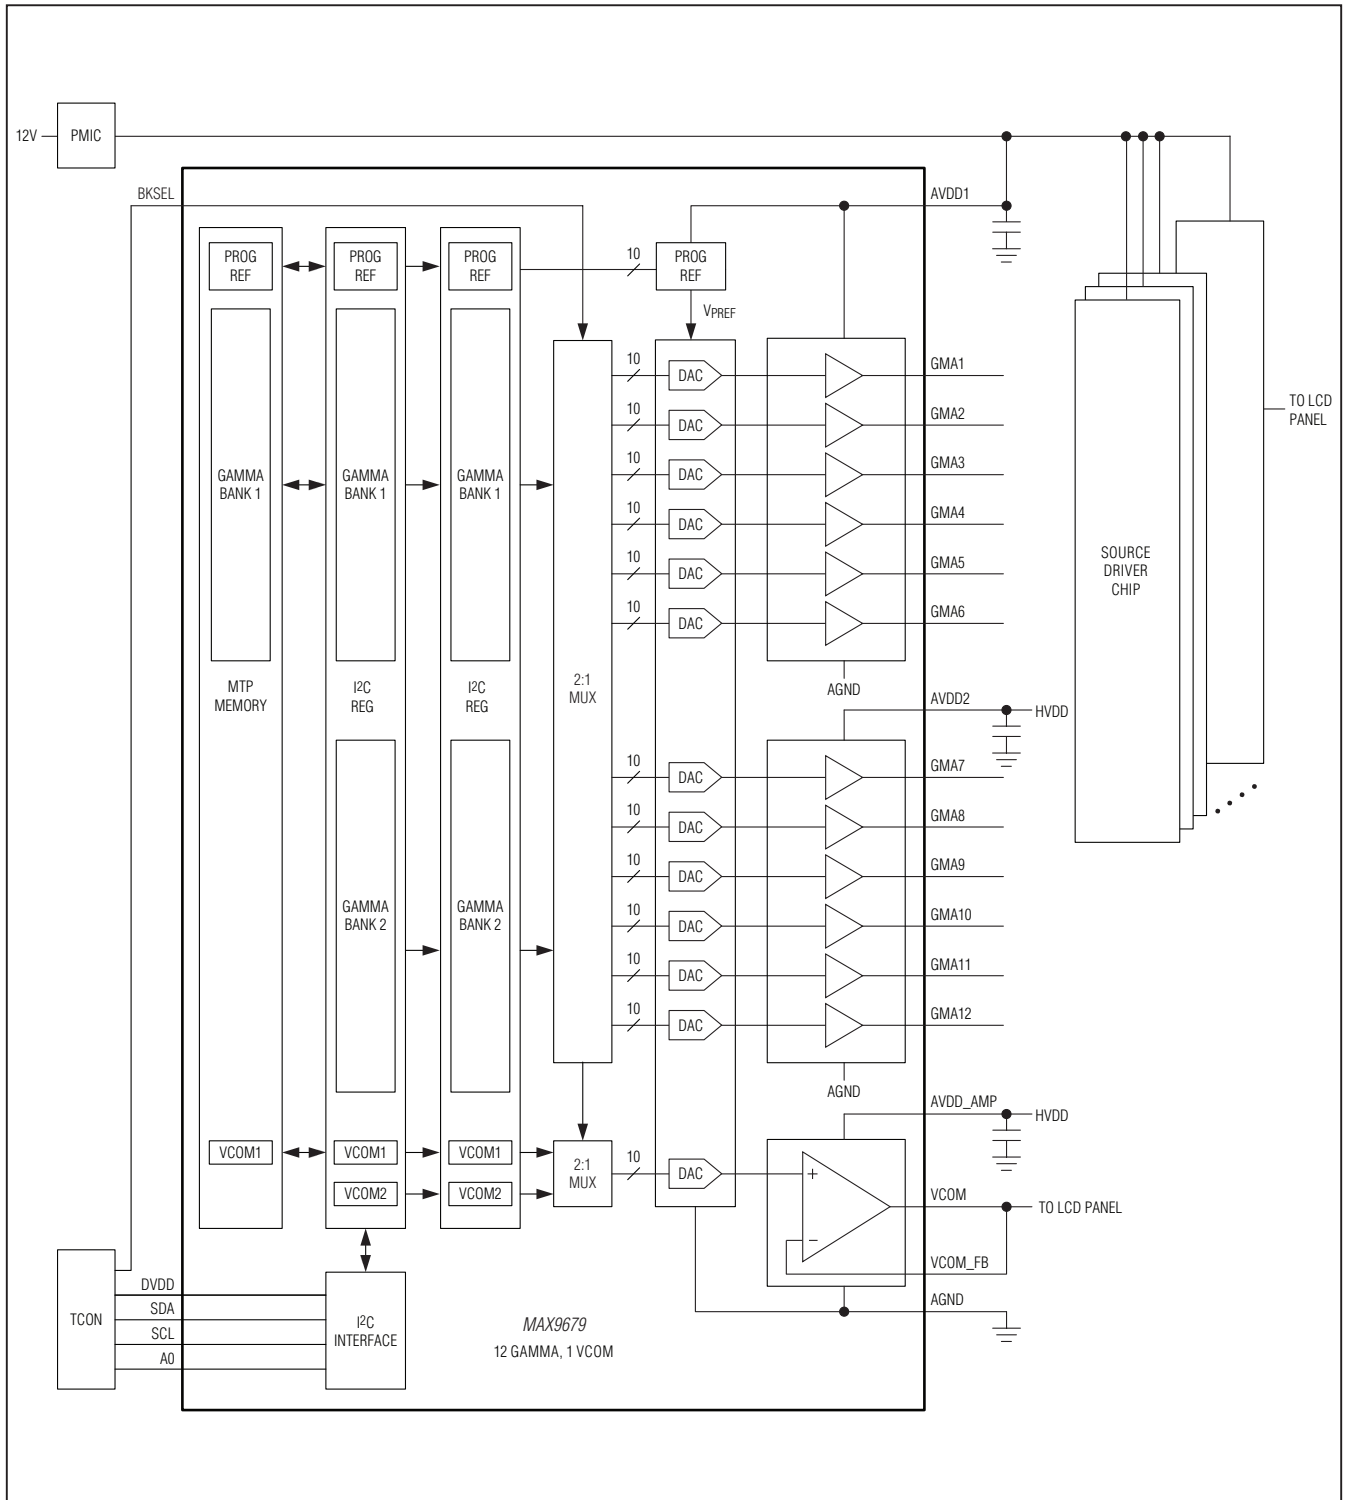 12V
PMIC
BKSEL
AVDD1
PROG
REF
PROG
REF
PROG
REF
10
PROG
REF
VPREF
GAMMA
BANK 1
GAMMA
BANK 1
GAMMA
BANK 1
MTP
MEMORY
I2C
REG
I2C
REG
GAMMA
BANK 2
GAMMA
BANK 2
2:1
MUX
10
DAC
GMA1
10
DAC
GMA2
10
DAC
GMA3
10
DAC
GMA4
10
DAC
GMA5
10
DAC
GMA6
AGND
AVDD2
HVDD
10
DAC
GMA7
10
DAC
GMA8
10
DAC
GMA9
10
DAC
GMA10
10
DAC
GMA11
10
DAC
GMA12
AGND
AVDD_AMP
HVDD
SOURCE
DRIVER
CHIP
TO LCD
PANEL
VCOM1
VCOM1
VCOM1
VCOM2
VCOM2
2:1
MUX
10
DAC
+
−
VCOM
TO LCD PANEL
VCOM_FB
AGND
TCON
DVDD
SDA
SCL
A0
I2C
INTERFACE
MAX9679
12 GAMMA, 1 VCOM